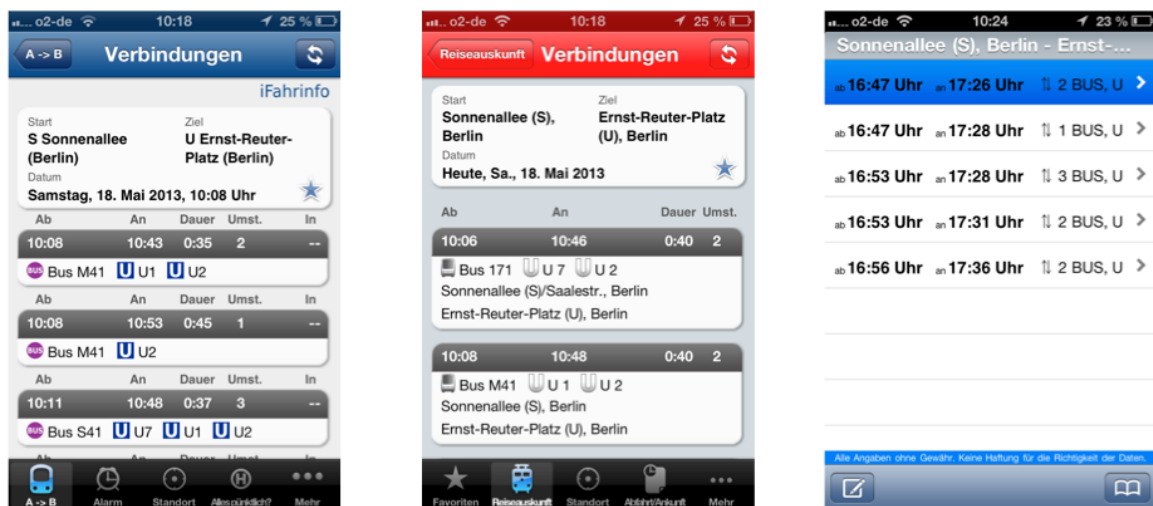 o2-de 10:18 25 %
A -> B Verbindungen
iFahrinfo
Start Ziel
S Sonnenallee U Ernst-Reuter-
(Berlin) Platz (Berlin)
Datum
Samstag, 18. Mai 2013, 10:08 Uhr
Ab An Dauer Umst. In
10:08 10:43 0:35 2 --
BUS Bus M41 U U1 U U2
Ab An Dauer Umst. In
10:08 10:53 0:45 1 --
BUS Bus M41 U U2
Ab An Dauer Umst. In
10:11 10:48 0:37 3 --
BUS Bus S41 U U7 U U1 U U2
Ab An Dauer Umst. In
A -> B Alarm Standort Alles pünktlich? Mehr
o2-de 10:18 25 %
Reiseauskunft Verbindungen
Start Ziel
Sonnenallee (S), Ernst-Reuter-Platz
Berlin (U), Berlin
Datum
Heute, Sa., 18. Mai 2013
Ab An Dauer Umst.
10:06 10:46 0:40 2
Bus 171 U 7 U 2
Sonnenallee (S)/Saalestr., Berlin
Ernst-Reuter-Platz (U), Berlin
10:08 10:48 0:40 2
Bus M41 U 1 U 2
Sonnenallee (S), Berlin
Ernst-Reuter-Platz (U), Berlin
Favoriten Reiseauskunft Standort Abfahrt/Ankunft Mehr
o2-de 10:24 23 %
Sonnenallee (S), Berlin - Ernst-...
ab 16:47 Uhr an 17:26 Uhr 2 BUS, U
ab 16:47 Uhr an 17:28 Uhr 1 BUS, U
ab 16:53 Uhr an 17:28 Uhr 3 BUS, U
ab 16:53 Uhr an 17:31 Uhr 2 BUS, U
ab 16:56 Uhr an 17:36 Uhr 2 BUS, U
Alle Angaben ohne Gewähr. Keine Haftung für die Richtigkeit der Daten.